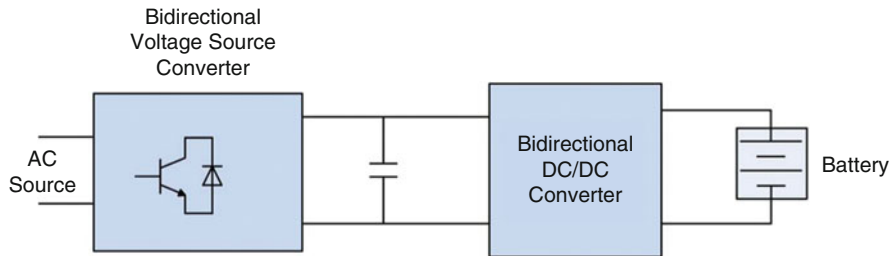 Bidirectional
Voltage Source
Converter
AC
Source
Bidirectional
DC/DC
Converter
Battery